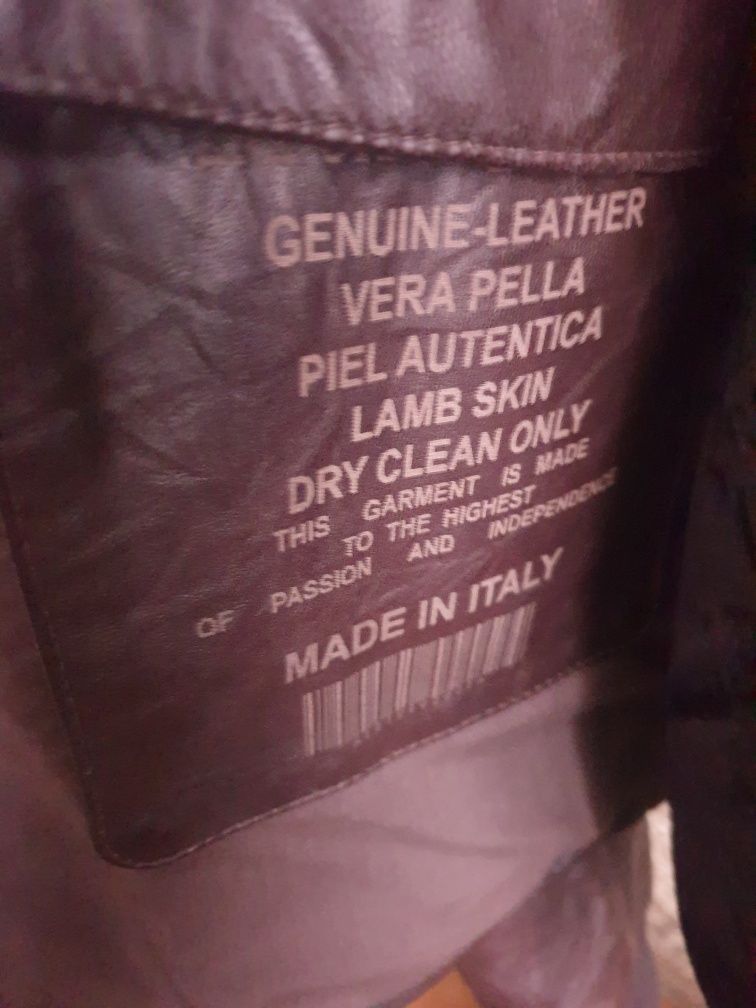 GENUINE-LEATHER
VERA PELLA
PIEL AUTENTICA
LAMB SKIN
DRY CLEAN ONLY
THIS GARMENT IS MADE
TO THE HIGHEST
OF PASSION AND INDEPENDENCE
MADE IN ITALY